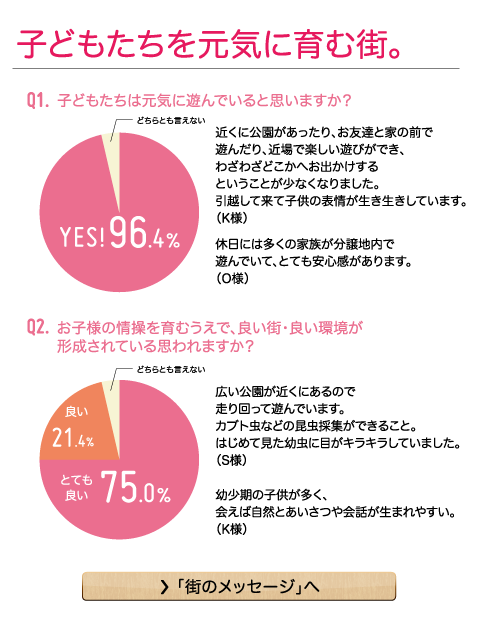 子どもたちを元気に育む街。
Q1. 子どもたちは元気に遊んでいると思いますか？
どちらとも言えない
YES! 96.4%
近くに公園があったり、お友達と家の前で
遊んだり、近場で楽しい遊びができ、
わざわざどこかへお出かけする
ということが少なくなりました。
引越して来て子供の表情が生き生きしています。
（K様）
休日には多くの家族が分譲地内で
遊んでいて、とても安心感があります。
（O様）
Q2. お子様の情操を育むうえで、良い街・良い環境が
形成されている思われますか？
どちらとも言えない
良い
21.4%
とても
良い
75.0%
広い公園が近くにあるので
走り回って遊んでいます。
カブト虫などの昆虫採集ができること。
はじめて見た幼虫に目がキラキラしていました。
（S様）
幼少期の子供が多く、
会えば自然とあいさつや会話が生まれやすい。
（K様）
❯「街のメッセージ」へ